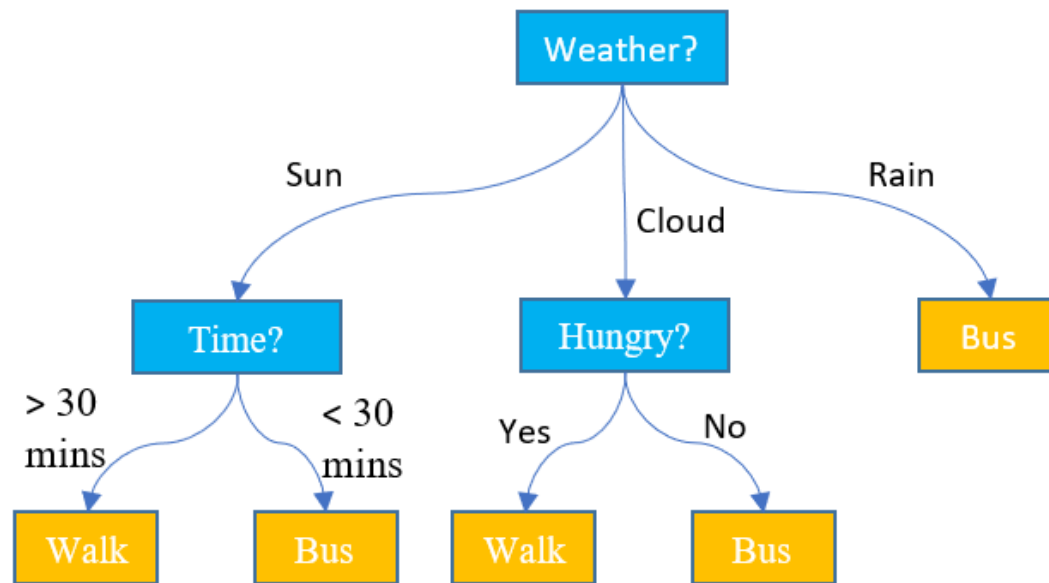 Weather?
Sun
Cloud
Rain
Time?
Hungry?
Bus
> 30
mins
< 30
mins
Yes
No
Walk
Bus
Walk
Bus